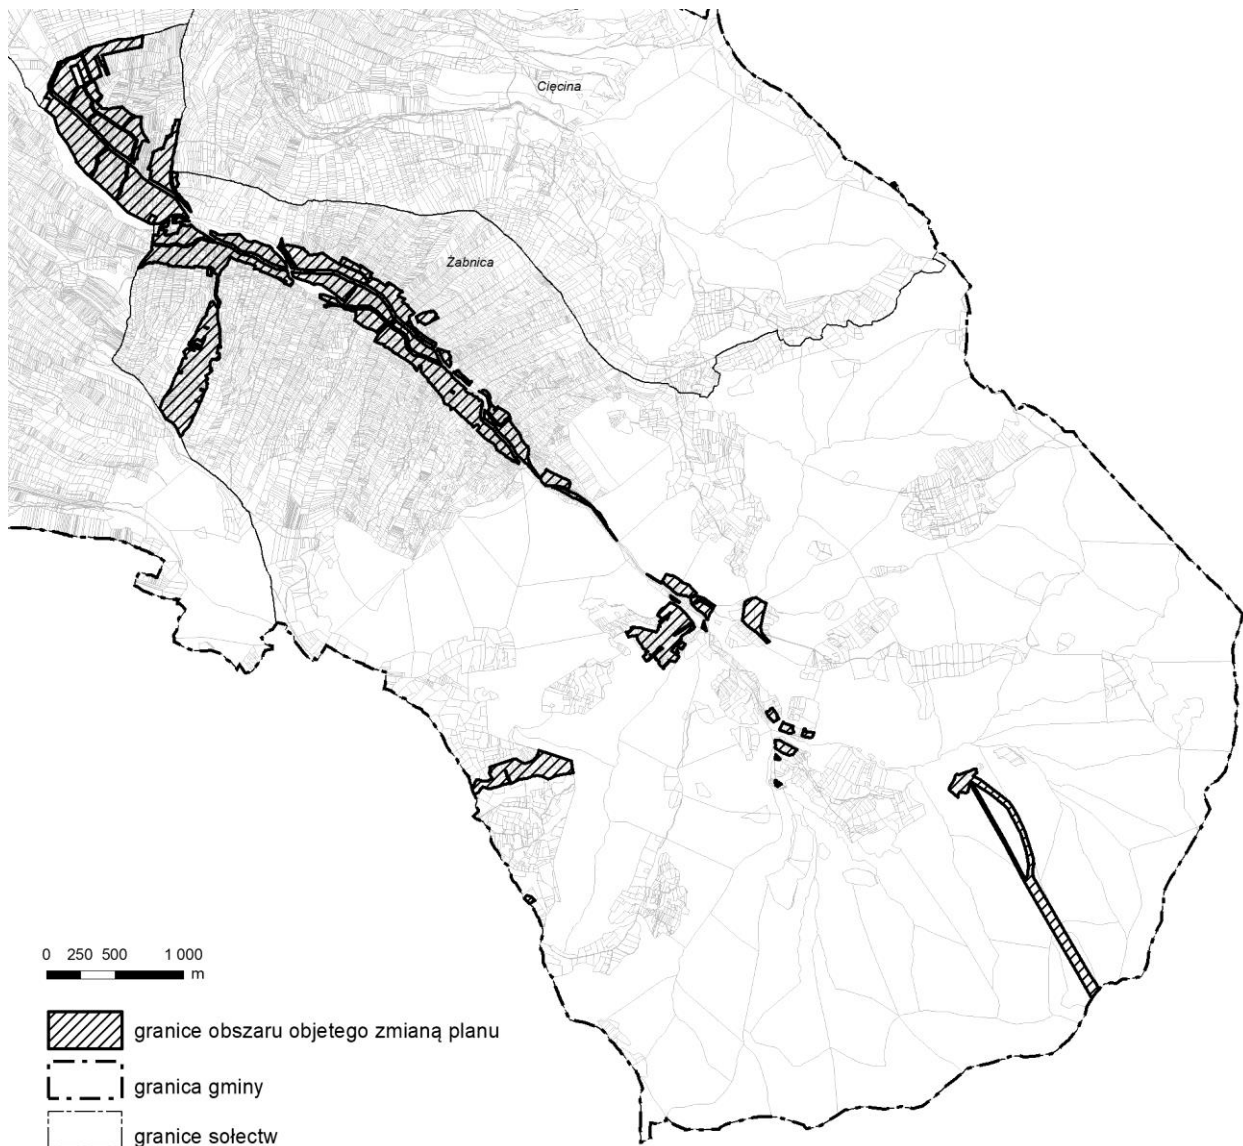 Cięcina
Żabnica
0 250 500 1 000
m
granice obszaru objetego zmianą planu
granica gminy
granice sołectw